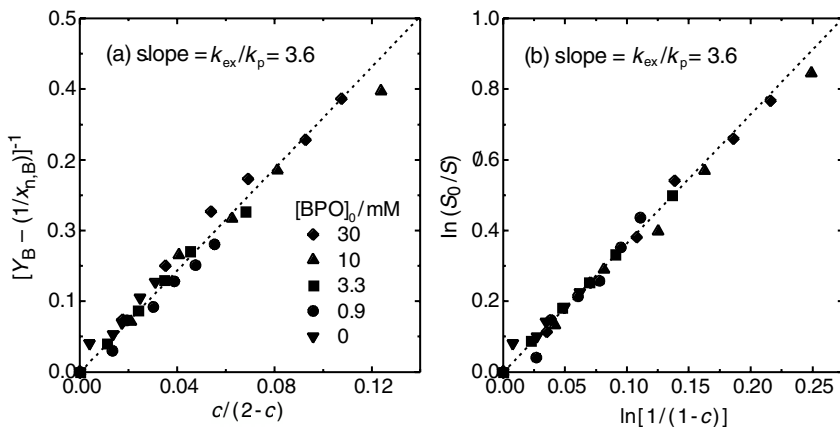 (a) slope = k_ex/k_p = 3.6
[Y_B – (1/x_n,B)]^-1
0.5
0.4
0.2
0.3
0.1
0.0
[BPO]_0/mM
30
10
3.3
0.9
0
0.00 0.04 0.08 0.12
c/(2-c)
(b) slope = k_ex/k_p = 3.6
ln(S_0/S)
1.0
0.8
0.4
0.2
0.0
0.00 0.05 0.10 0.15 0.20 0.25
ln[1/(1-c)]